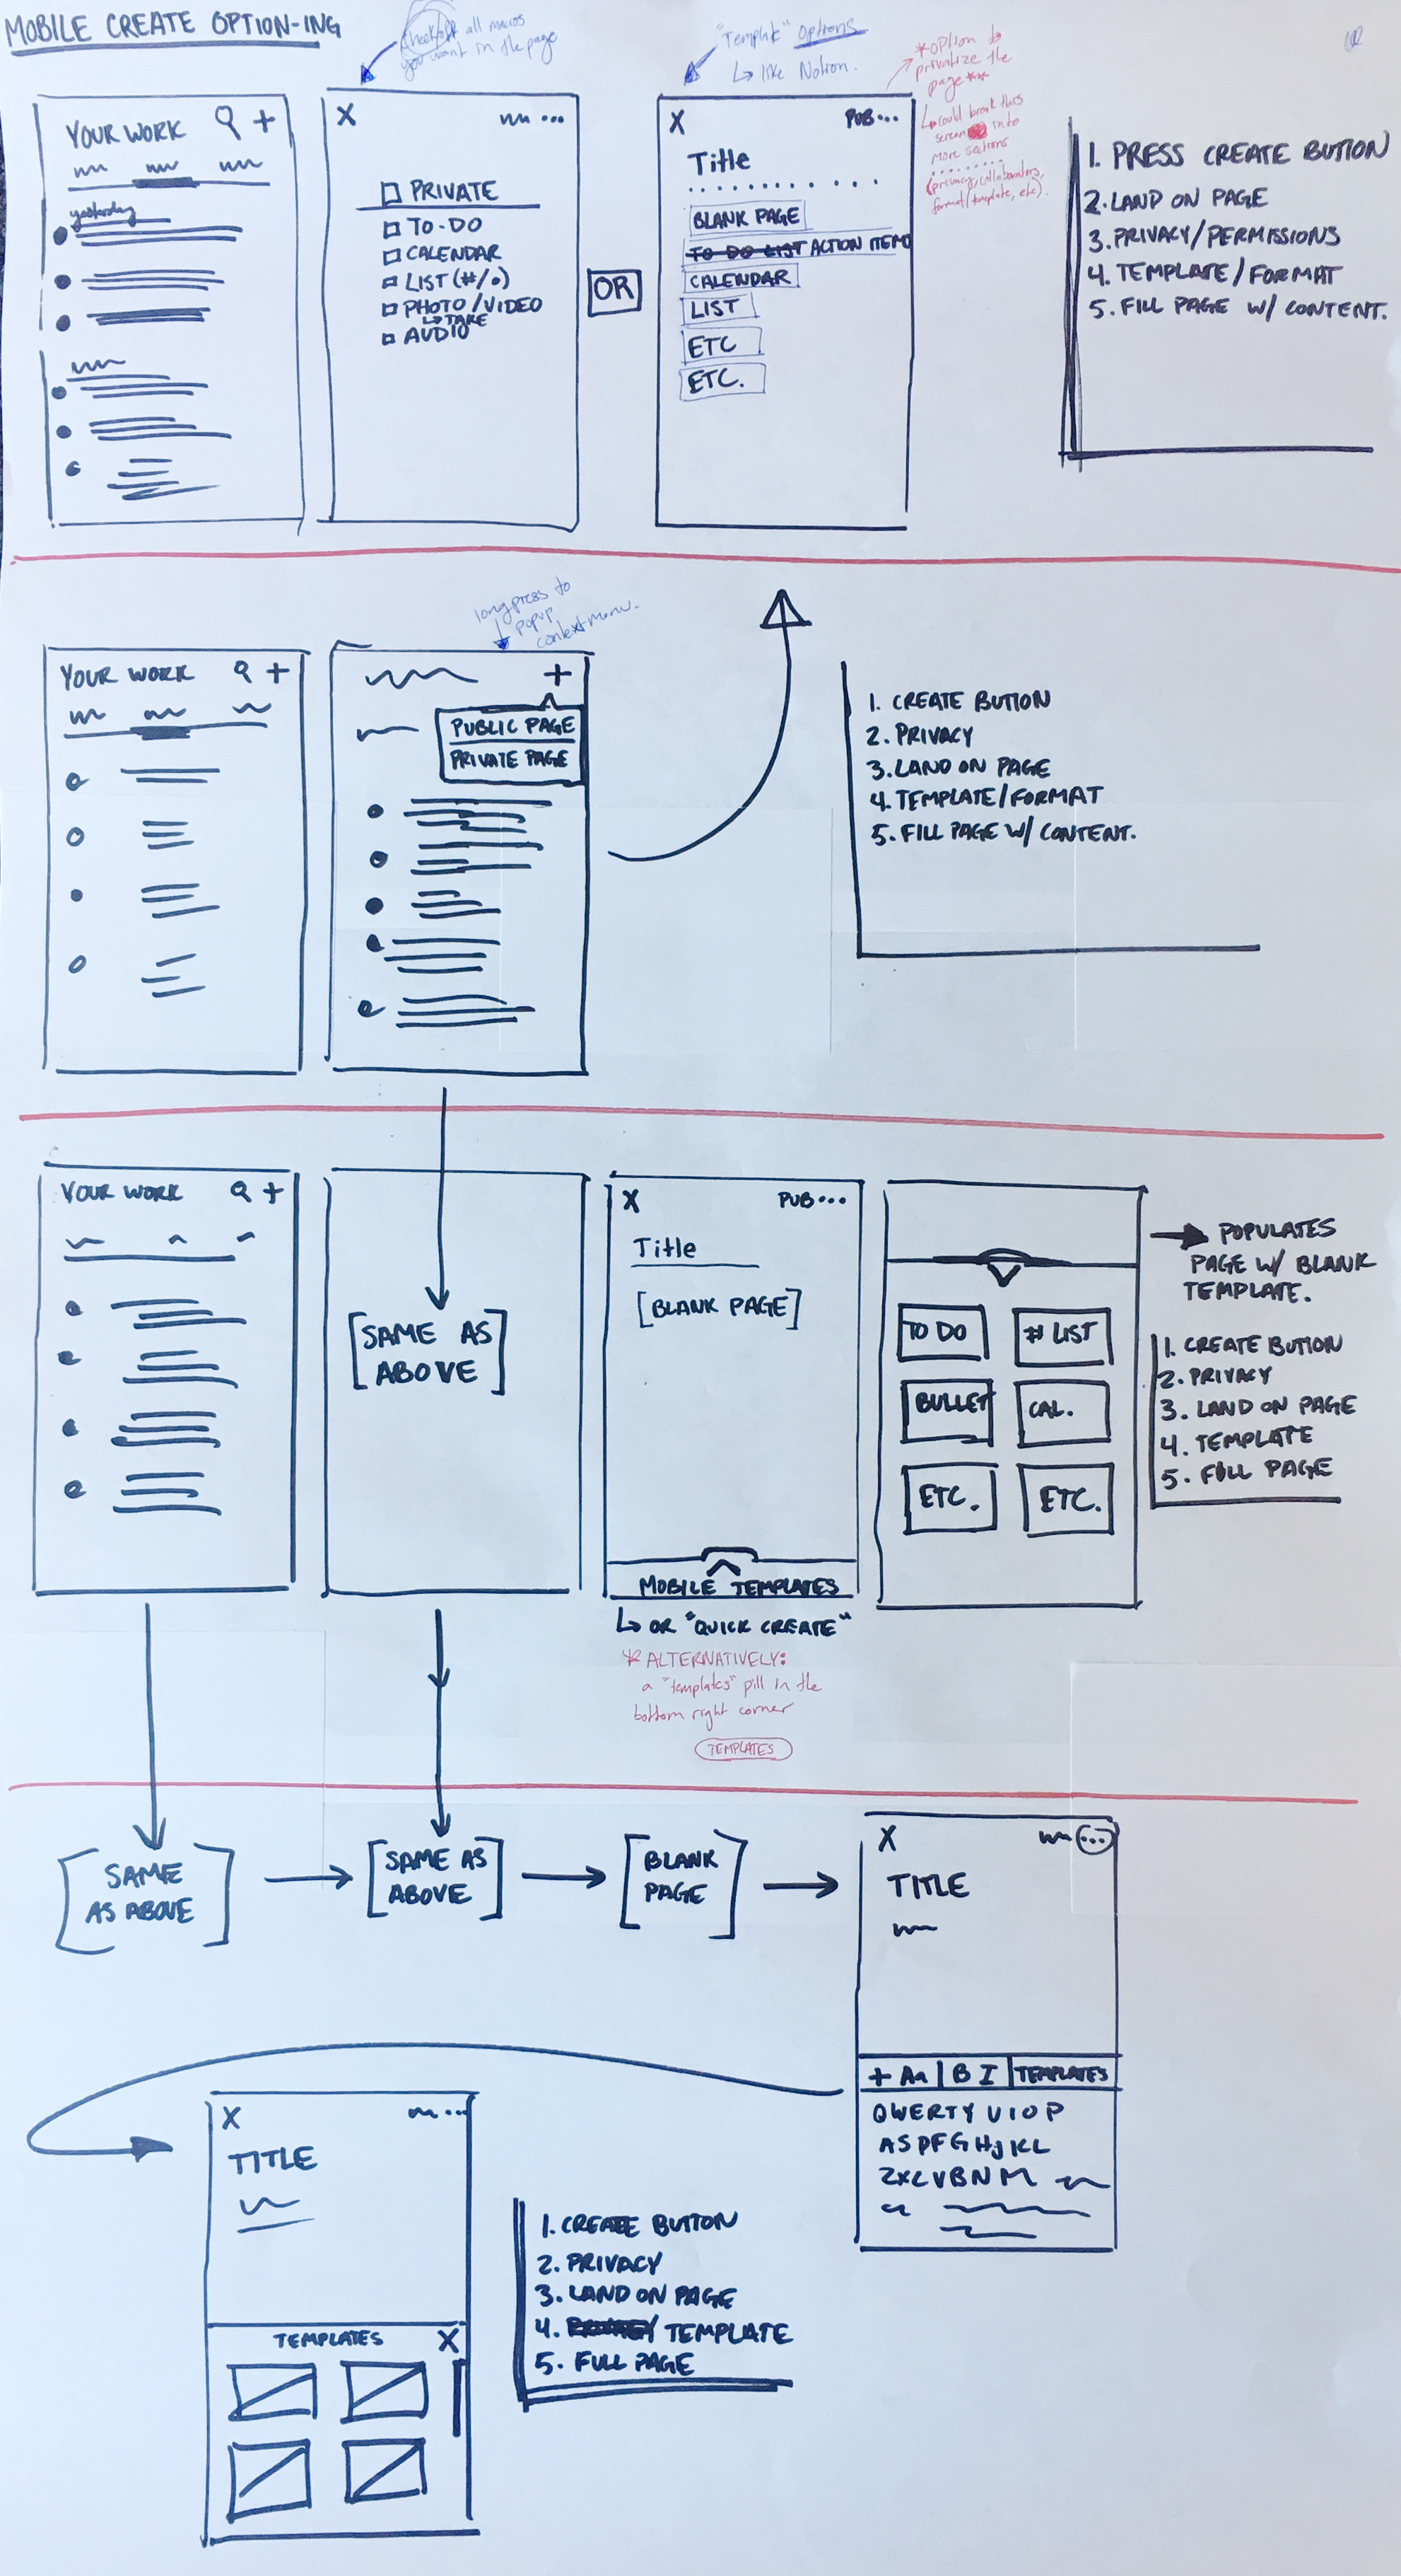 MOBILE CREATE OPTION-ING
Check off all macros
you want in the page
"Template" Options
↳ like Notion.
*option to
privatize the
page**
↳ could break this
screen into
more sections
(privacy, collaborators,
format/template, etc).
YOUR WORK +
yesterday
X ...
PRIVATE
TO-DO
CALENDAR
LIST (#/•)
PHOTO/VIDEO
↳ TAKE
AUDIO
OR
X PUB...
Title
BLANK PAGE
TO DO LIST ACTION ITEMS
CALENDAR
LIST
ETC
ETC.
1. PRESS CREATE BUTTON
2. LAND ON PAGE
3. PRIVACY/PERMISSIONS
4. TEMPLATE/FORMAT
5. FILL PAGE W/ CONTENT.
long press to
popup
context menu.
YOUR WORK +
+
PUBLIC PAGE
PRIVATE PAGE
1. CREATE BUTTON
2. PRIVACY
3. LAND ON PAGE
4. TEMPLATE/FORMAT
5. FILL PAGE W/ CONTENT.
YOUR WORK +
[SAME AS
ABOVE]
X PUB...
Title
[BLANK PAGE]
MOBILE TEMPLATES
↳ OR "QUICK CREATE"
* ALTERNATIVELY:
a "templates" pill in the
bottom right corner
TEMPLATES
TO DO
# LIST
BULLET
CAL.
ETC.
ETC.
→ POPULATES
PAGE W/ BLANK
TEMPLATE.
1. CREATE BUTTON
2. PRIVACY
3. LAND ON PAGE
4. TEMPLATE
5. FULL PAGE
[SAME
AS ABOVE]
[SAME AS
ABOVE]
[BLANK
PAGE]
X ...
TITLE
+ Aa | B I | TEMPLATES
QWERTY UIOP
ASDFGHJKL
ZXCVBNM
X ...
TITLE
TEMPLATES X
1. CREATE BUTTON
2. PRIVACY
3. LAND ON PAGE
4. TEMPLATE
5. FULL PAGE